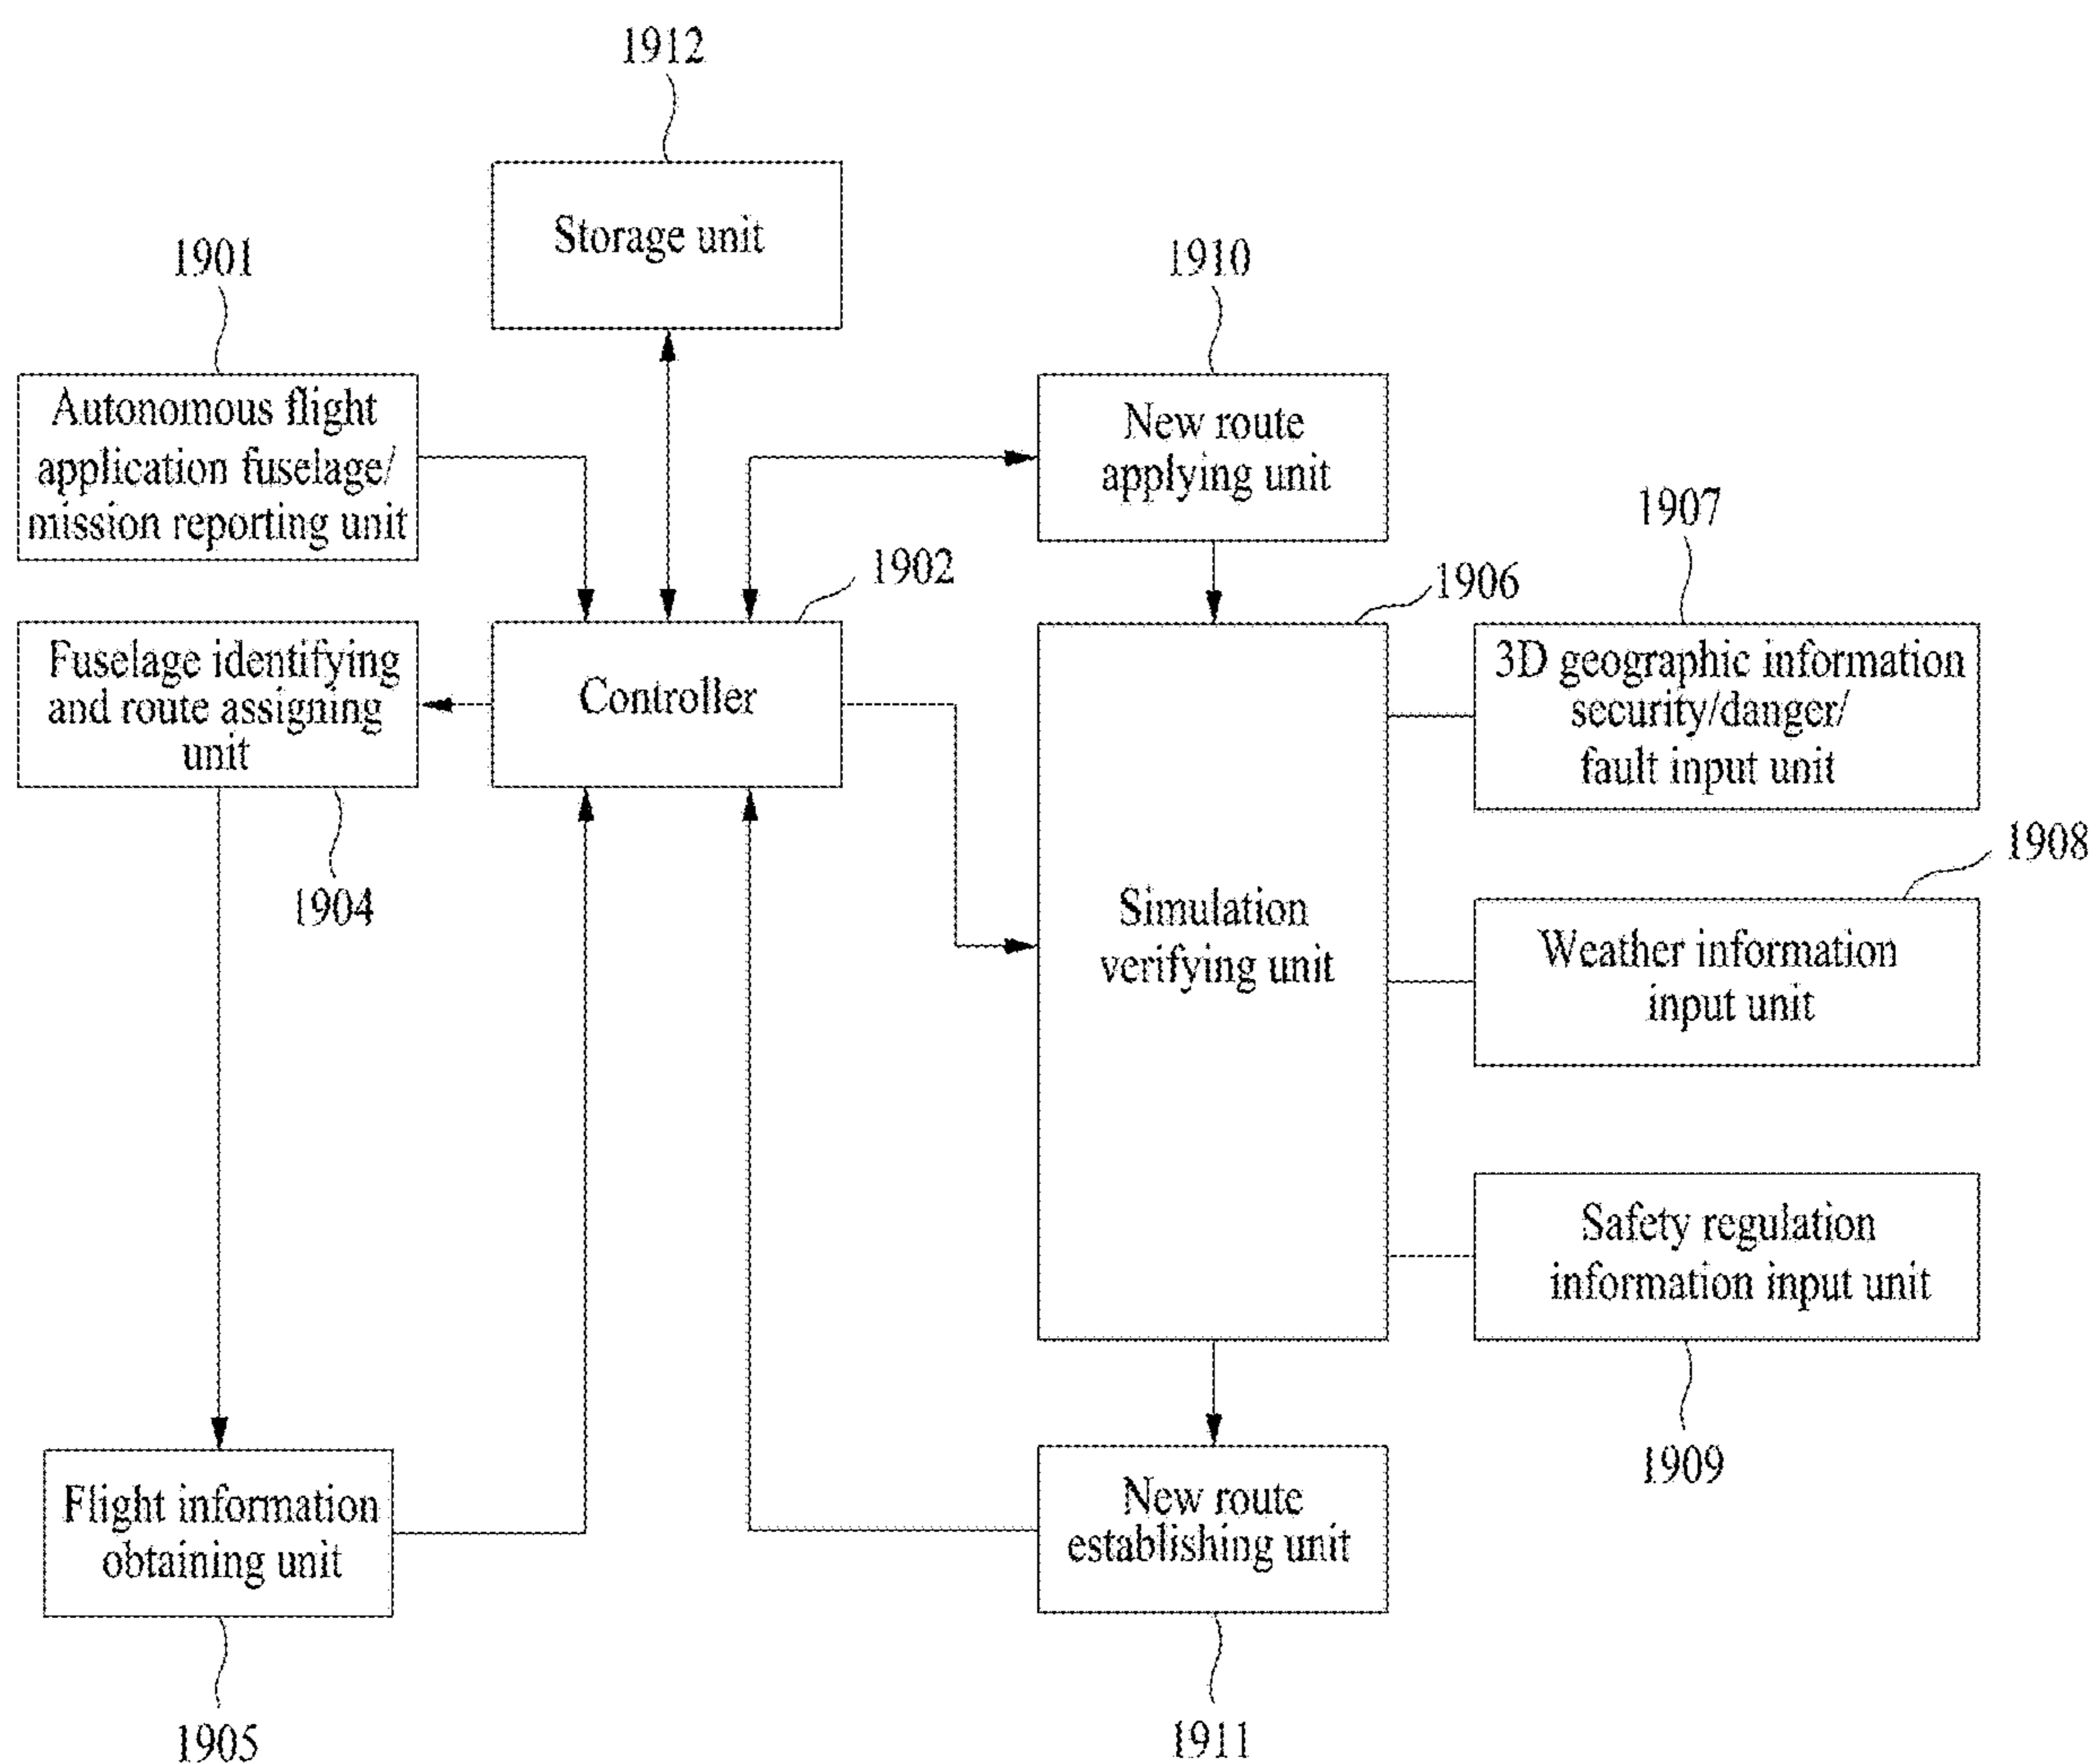 1912
Storage unit
1901
Autonomous flight
application fuselage/
mission reporting unit
1910
New route
applying unit
1902
Controller
Fuselage identifying
and route assigning
unit
1904
1906
Simulation
verifying unit
1907
3D geographic information
security/danger/
fault input unit
1908
Weather information
input unit
Safety regulation
information input unit
1909
Flight information
obtaining unit
1905
New route
establishing unit
1911